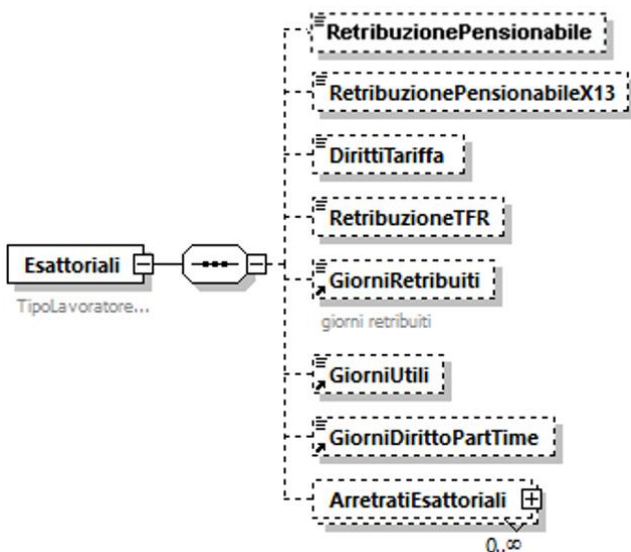 RetribuzionePensionabile
RetribuzionePensionabileX13
DirittiTariffa
RetribuzioneTFR
Esattoriali
TipoLavoratore...
GiorniRetribuiti
giorni retribuiti
GiorniUtili
GiorniDirittoPartTime
ArretratiEsattoriali
0..∞